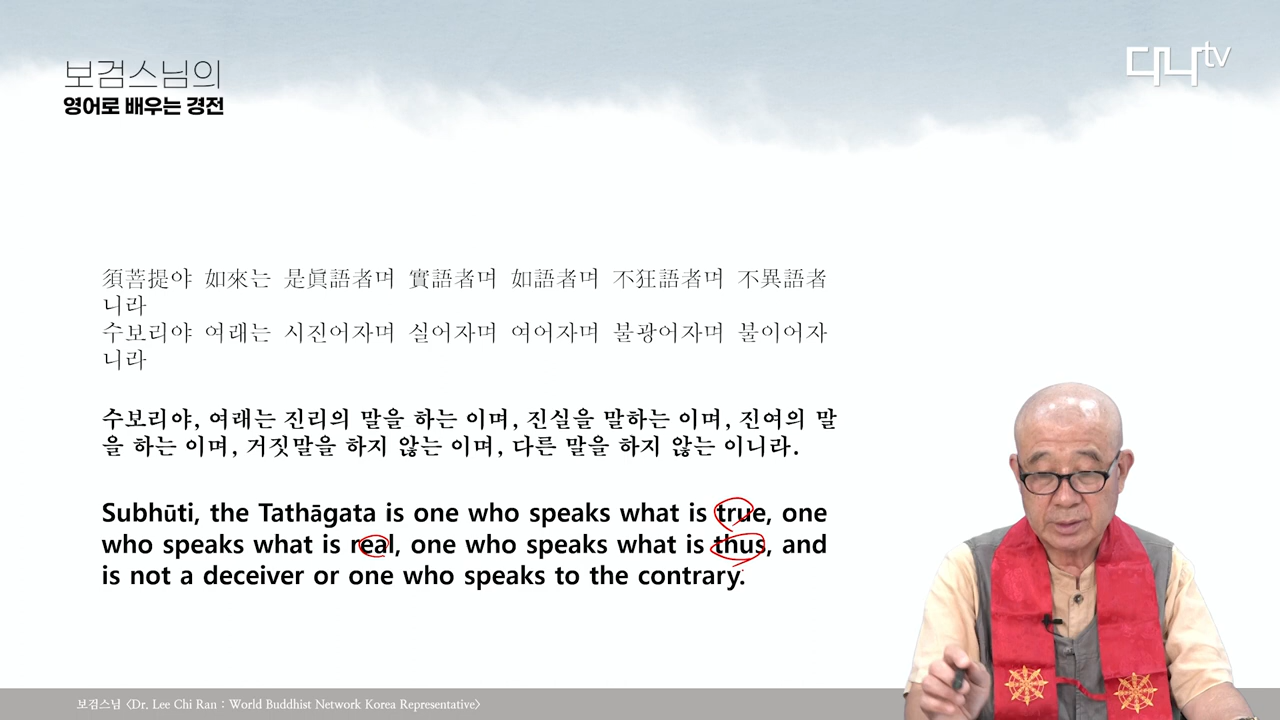 보검스님의
영어로 배우는 경전
다나tv
須菩提야 如來는 是眞語者며 實語者며 如語者며 不狂語者며 不異語者
니라
수보리야 여래는 시진어자며 실어자며 여어자며 불광어자며 불이어자
니라
수보리야, 여래는 진리의 말을 하는 이며, 진실을 말하는 이며, 진여의 말
을 하는 이며, 거짓말을 하지 않는 이며, 다른 말을 하지 않는 이니라.
Subhūti, the Tathāgata is one who speaks what is true, one
who speaks what is real, one who speaks what is thus, and
is not a deceiver or one who speaks to the contrary.
보검스님 <Dr. Lee Chi Ran : World Buddhist Network Korea Representative>